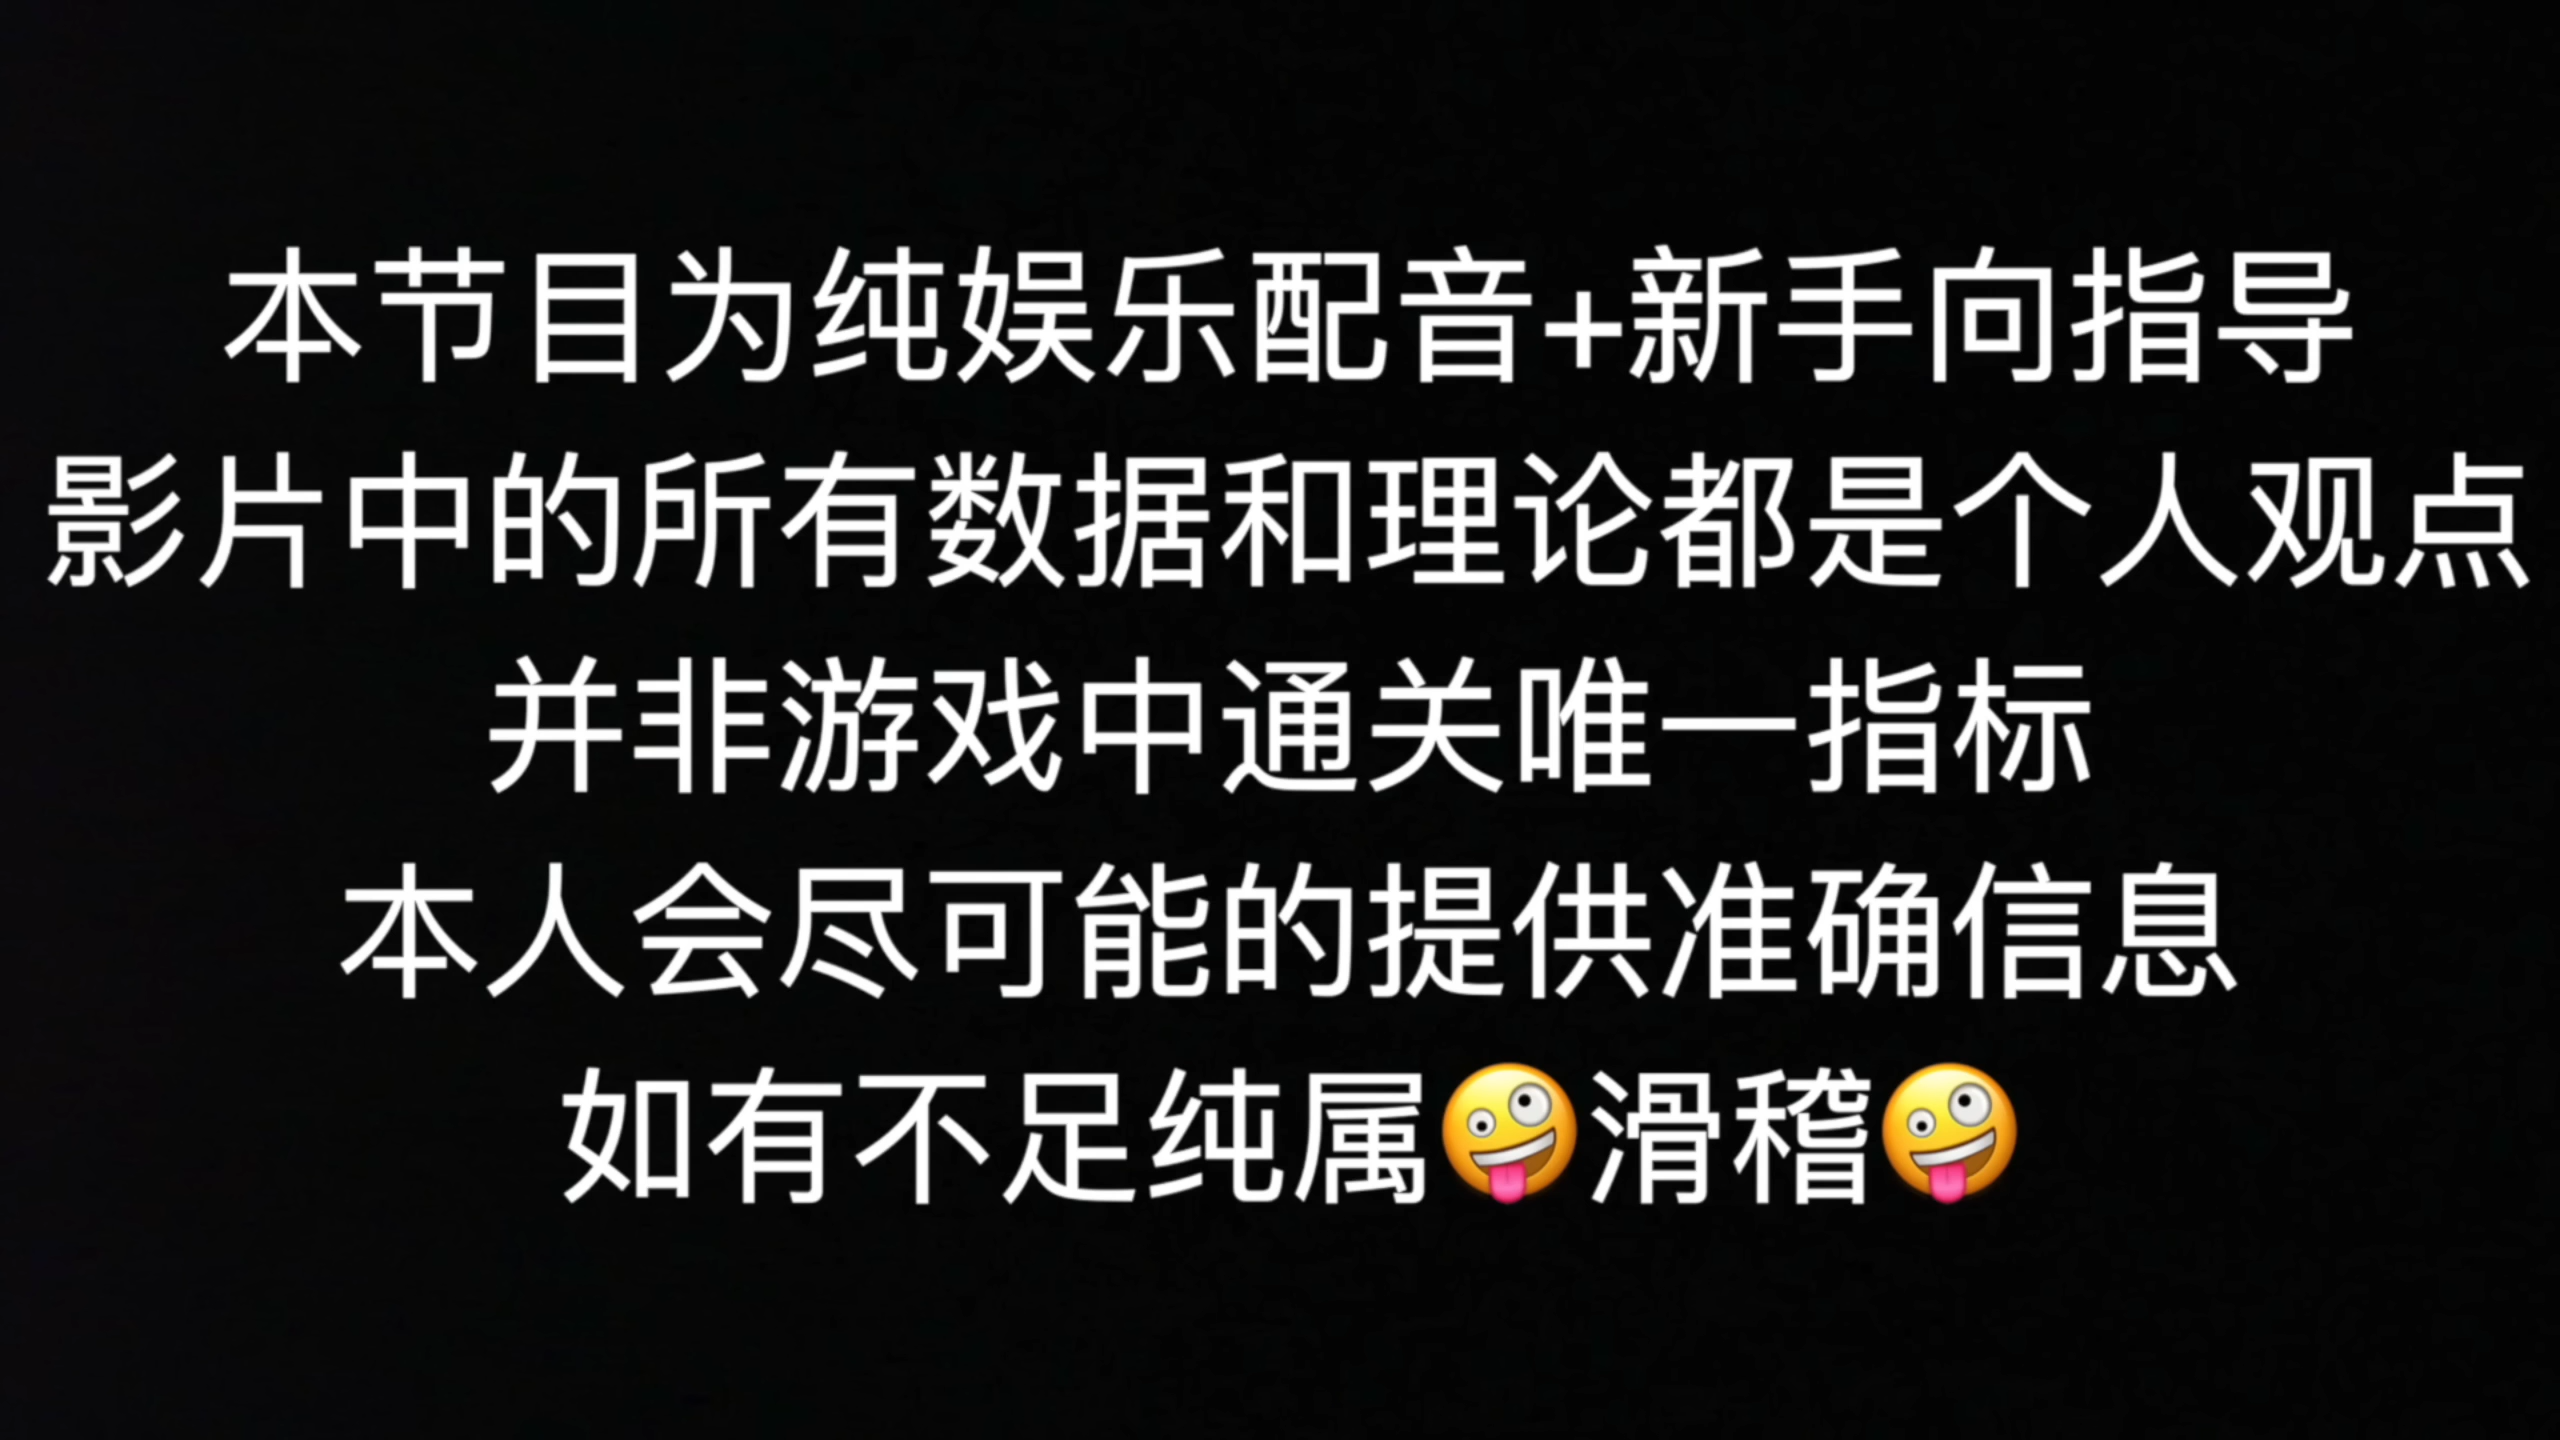 本节目为纯娱乐配音+新手向指导
影片中的所有数据和理论都是个人观点
并非游戏中通关唯一指标
本人会尽可能的提供准确信息
如有不足纯属🤪滑稽🤪